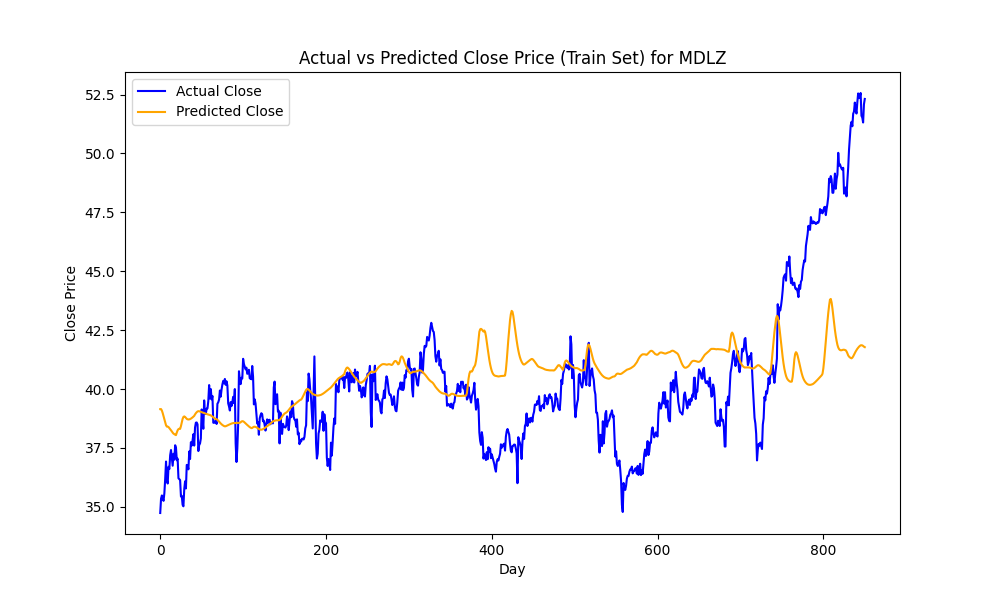 Actual vs Predicted Close Price (Train Set) for MDLZ
Actual Close
Predicted Close
52.5
50.0
47.5
45.0
42.5
40.0
37.5
35.0
Close Price
0
200
400
600
800
Day